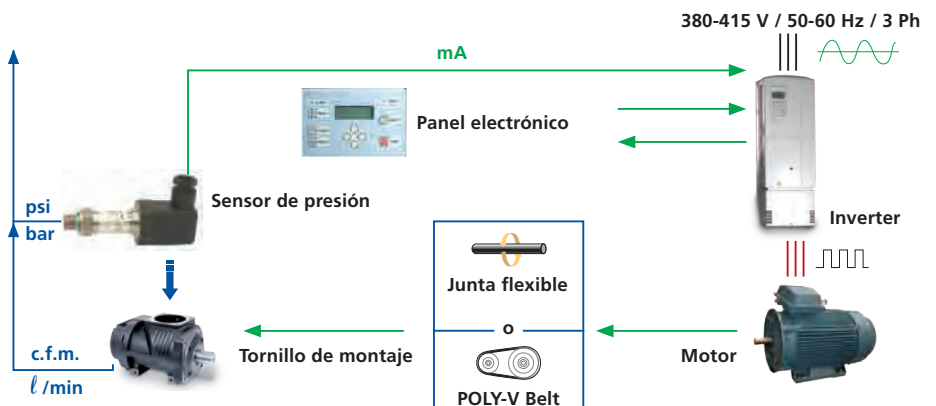 380-415 V / 50-60 Hz / 3 Ph
mA
Panel electrónico
Sensor de presión
psi
bar
Inverter
Junta flexible
o
POLY-V Belt
Tornillo de montaje
Motor
c.f.m.
ℓ/min